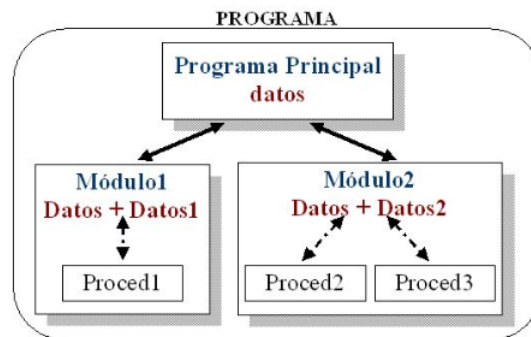 PROGRAMA
Programa Principal
datos
Módulo1
Datos + Datos1
Proced1
Módulo2
Datos + Datos2
Proced2
Proced3